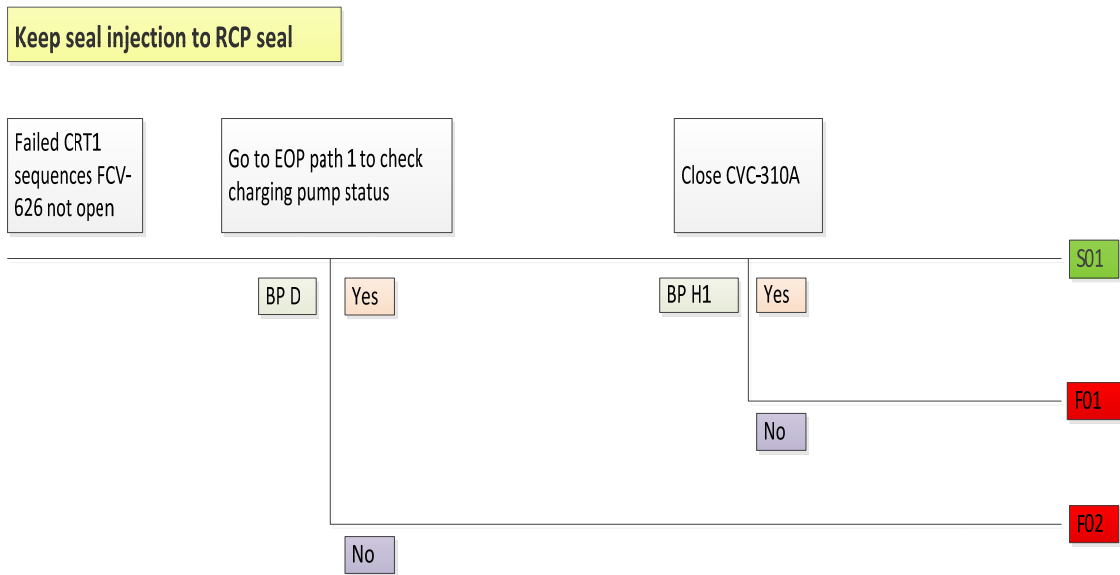 Keep seal injection to RCP seal
Failed CRT1
sequences FCV-
626 not open
Go to EOP path 1 to check
charging pump status
Close CVC-310A
S01
BP D
Yes
BP H1
Yes
F01
No
F02
No